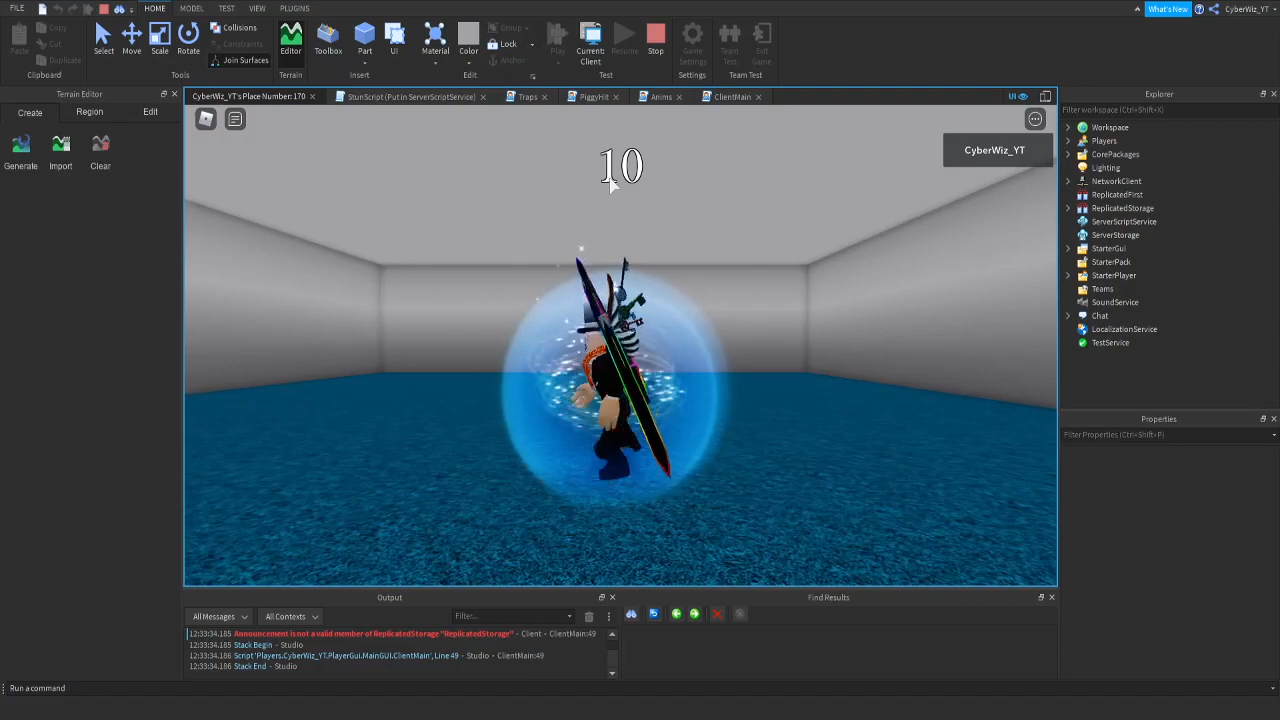 FILE HOME MODEL TEST VIEW PLUGINS What's New CyberWiz_YT
Paste Copy Cut Duplicate Select Move Scale Rotate Collisions Constraints Join Surfaces Editor Toolbox Part UI Material Color Group Lock Anchor Play Current: Client Resume Stop Game Settings Team Test Exit Game
Clipboard Tools Terrain Insert Edit Test Settings Team Test
Terrain Editor
Create Region Edit
Generate Import Clear
CyberWiz_YT's Place Number: 170 StunScript (Put in ServerScriptService) Traps PiggyHit Anims ClientMain UI
10
CyberWiz_YT
Explorer
Filter workspace (Ctrl+Shift+X)
Workspace
Players
CorePackages
Lighting
NetworkClient
ReplicatedFirst
ReplicatedStorage
ServerScriptService
ServerStorage
StarterGui
StarterPack
StarterPlayer
Teams
SoundService
Chat
LocalizationService
TestService
Properties
Filter Properties (Ctrl+Shift+P)
Output
All Messages All Contexts Filter...
12:33:34.185 Announcement is not a valid member of ReplicatedStorage "ReplicatedStorage" - Client - ClientMain:49
12:33:34.185 Stack Begin - Studio
12:33:34.186 Script 'Players.CyberWiz_YT.PlayerGui.MainGUI.ClientMain', Line 49 - Studio - ClientMain:49
12:33:34.186 Stack End - Studio
Find Results
Run a command